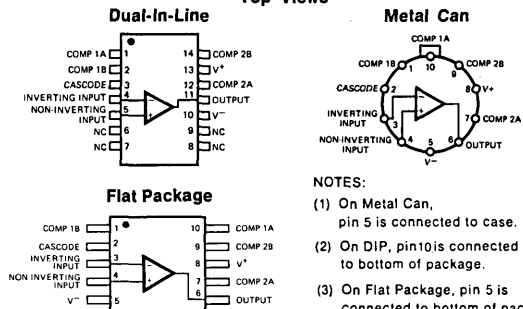 Top Views
Dual-In-Line
COMP 1A 1
COMP 1B 2
CASCODE 3
INVERTING INPUT 4
NON-INVERTING
INPUT 5
NC 6
NC 7
14 COMP 2B
13 V+
12 COMP 2A
11 OUTPUT
10 V−
9 NC
8 NC
− +
Metal Can
COMP 1A
10
COMP 1B 1
9 COMP 2B
CASCODE 2
8 V+
INVERTING
INPUT 3
7 COMP 2A
NON-INVERTING
INPUT 4
6 OUTPUT
5
V−
− +
Flat Package
COMP 1B 1
CASCODE 2
INVERTING
INPUT 3
NON INVERTING
INPUT 4
V− 5
10 COMP 1A
9 COMP 2B
8 V+
7 COMP 2A
6 OUTPUT
− +
NOTES:
(1) On Metal Can,
pin 5 is connected to case.
(2) On DIP, pin10 is connected
to bottom of package.
(3) On Flat Package, pin 5 is
connected to bottom of pac